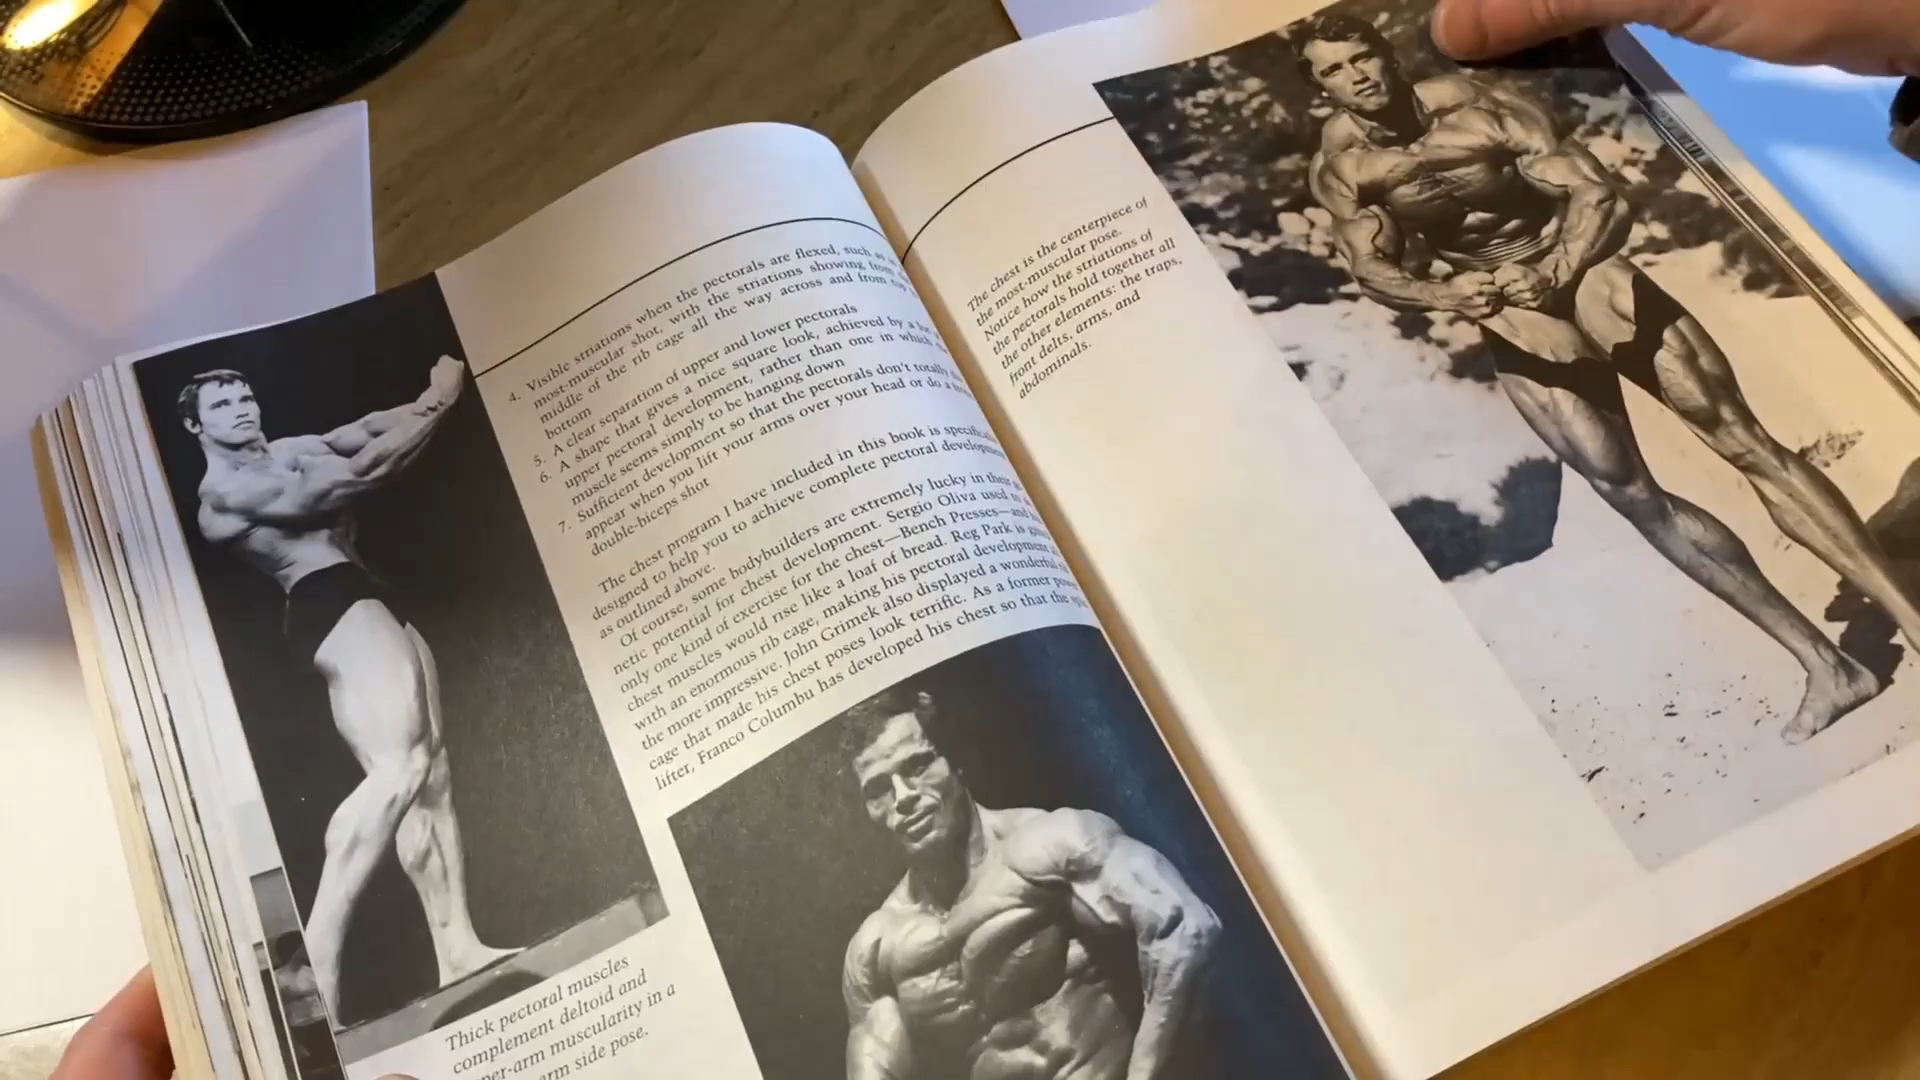 4. Visible striations when the pectorals are flexed, such as
most-muscular shot, with the striations showing from
middle of the rib cage all the way across and from top
bottom
5. A clear separation of upper and lower pectorals
6. A shape that gives a nice square look, achieved by a
upper pectoral development, rather than one in which
muscle seems simply to be hanging down
7. Sufficient development so that the pectorals don't totally
appear when you lift your arms over your head or do a
double-biceps shot
The chest program I have included in this book is specifically
designed to help you to achieve complete pectoral development
as outlined above.
Of course, some bodybuilders are extremely lucky in their
netic potential for chest development. Sergio Oliva used to
only one kind of exercise for the chest—Bench Presses—and
chest muscles would rise like a loaf of bread. Reg Park is
with an enormous rib cage, making his pectoral development
the more impressive. John Grimek also displayed a wonderful
cage that made his chest poses look terrific. As a former
lifter, Franco Columbu has developed his chest so that the
Thick pectoral muscles
complement deltoid and
per-arm muscularity in a
arm side pose.
The chest is the centerpiece of
the most-muscular pose.
Notice how the striations of
the pectorals hold together all
the other elements: the traps,
front delts, arms, and
abdominals.